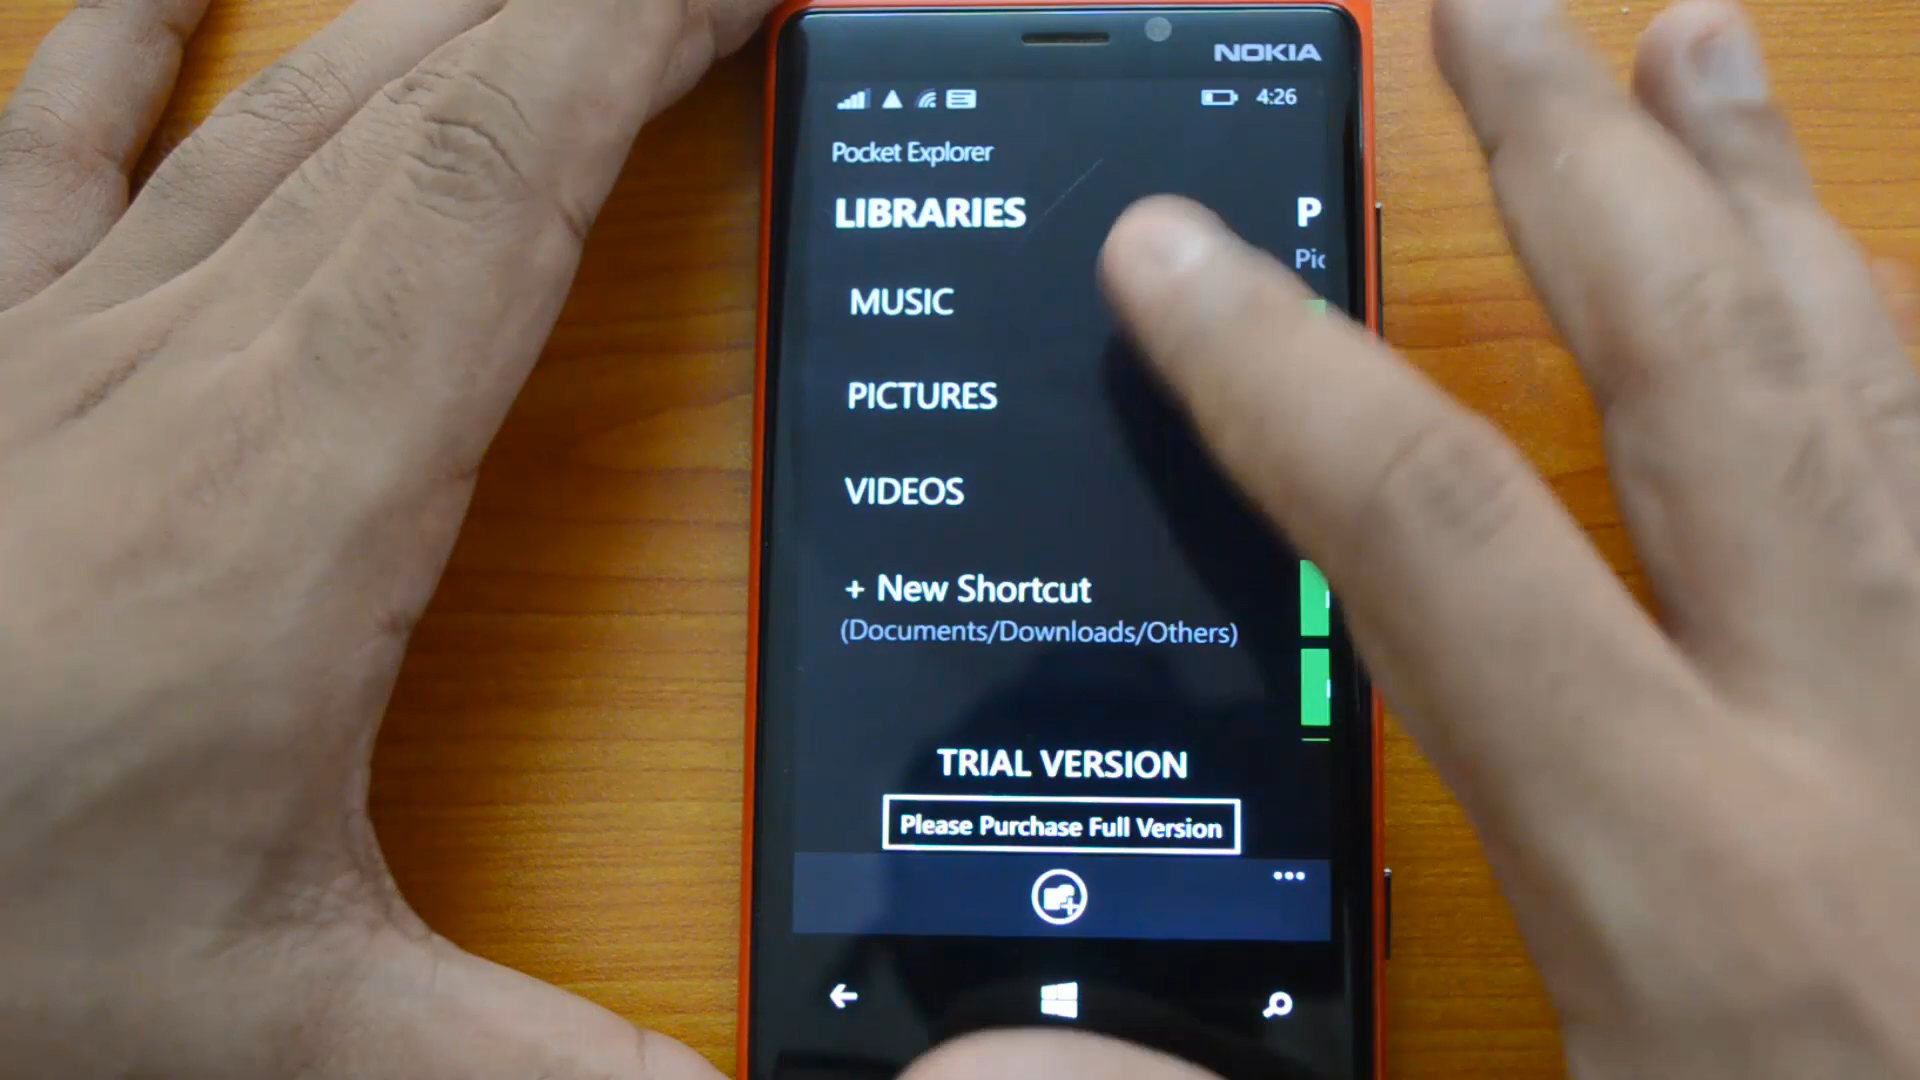 NOKIA
4:26
Pocket Explorer
LIBRARIES
P
Pic
MUSIC
PICTURES
VIDEOS
+ New Shortcut
(Documents/Downloads/Others)
TRIAL VERSION
Please Purchase Full Version